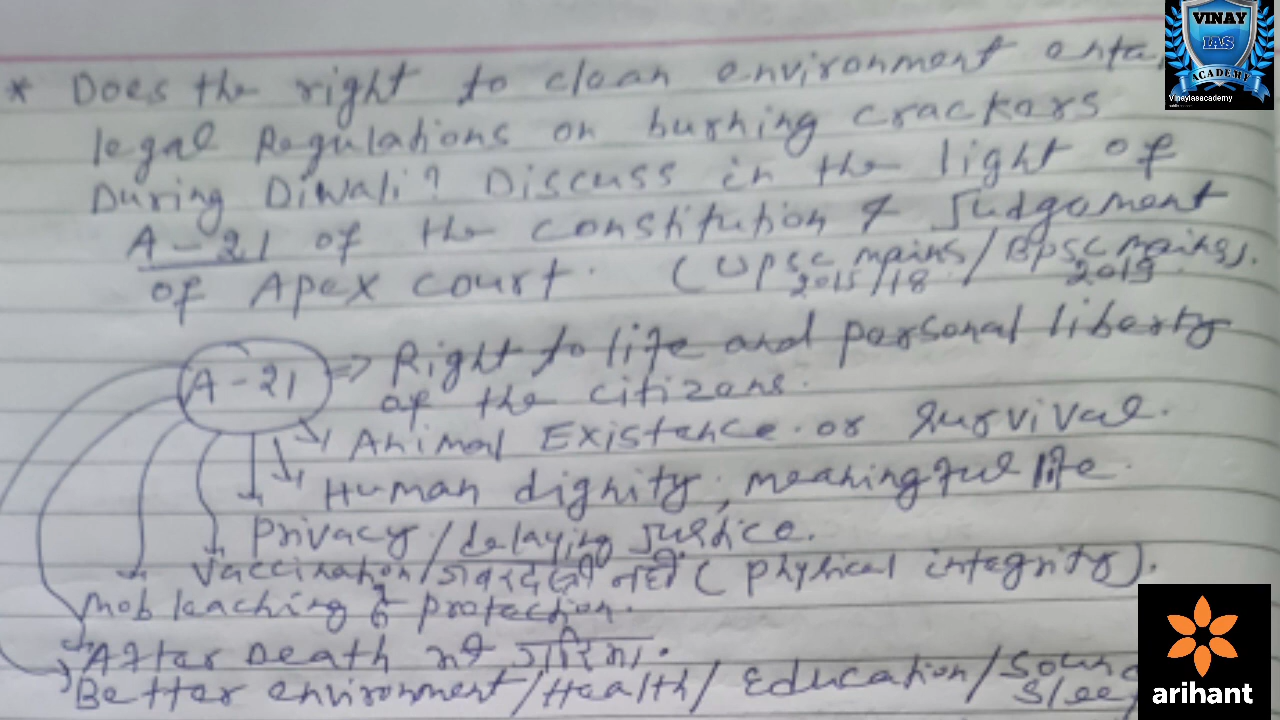 VINAY
IAS
ACADEMY
Vinayiasacademy
* Does the right to clean environment enta
legal Regulations on burning crackers
During Diwali? Discuss in the light of
A-21 of the constitution & Judgement
of Apex court. (UPSC mains/BPSC mains).
2015/18 2019
A-21 => Right to life and personal liberty
of the citizens.
Animal Existence or Survival.
Human dignity, meaningful life.
Privacy/delaying Justice.
Vaccination/जबरदस्ती नहीं (physical integrity).
Mob leaching से protection.
After Death भी गरिमा.
Better environment/Health/Education/Sound
Sleep
arihant